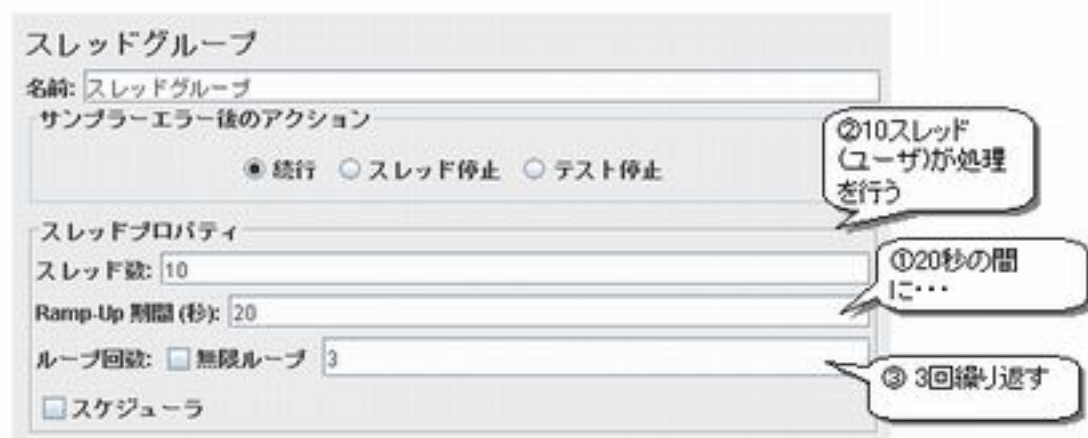 スレッドグループ
名前: スレッドグループ
サンプラーエラー後のアクション
続行 スレッド停止 テスト停止
②10スレッド
(ユーザ)が処理
を行う
スレッドプロパティ
スレッド数: 10
①20秒の間
に・・・
Ramp-Up 期間 (秒): 20
ループ回数: 無限ループ 3
③ 3回繰り返す
スケジューラ